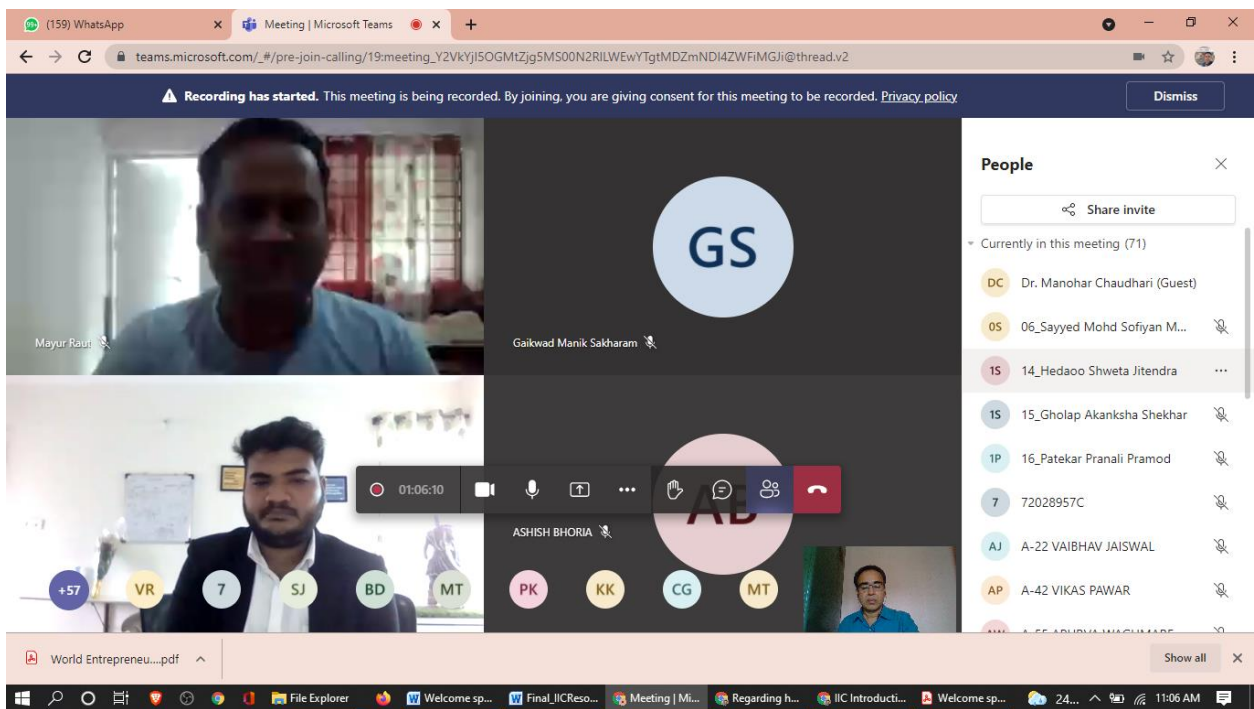 99+ (159) WhatsApp
Meeting | Microsoft Teams
teams.microsoft.com/_#/pre-join-calling/19:meeting_Y2VkYjI5OGMtZjg5MS00N2RlLWEwYTgtMDZmNDI4ZWFiMGJi@thread.v2
Recording has started. This meeting is being recorded. By joining, you are giving consent for this meeting to be recorded. Privacy policy
Dismiss
Mayur Raut
GS
Gaikwad Manik Sakharam
01:06:10
AB
ASHISH BHORIA
+57 VR 7 SJ BD MT PK KK CG MT
People
Share invite
Currently in this meeting (71)
DC Dr. Manohar Chaudhari (Guest)
0S 06_Sayyed Mohd Sofiyan M...
1S 14_Hedaoo Shweta Jitendra
1S 15_Gholap Akanksha Shekhar
1P 16_Patekar Pranali Pramod
7 72028957C
AJ A-22 VAIBHAV JAISWAL
AP A-42 VIKAS PAWAR
World Entrepreneu....pdf
Show all
File Explorer
Welcome sp...
Final_IICReso...
Meeting | Mi...
Regarding h...
IIC Introducti...
Welcome sp...
24...
11:06 AM